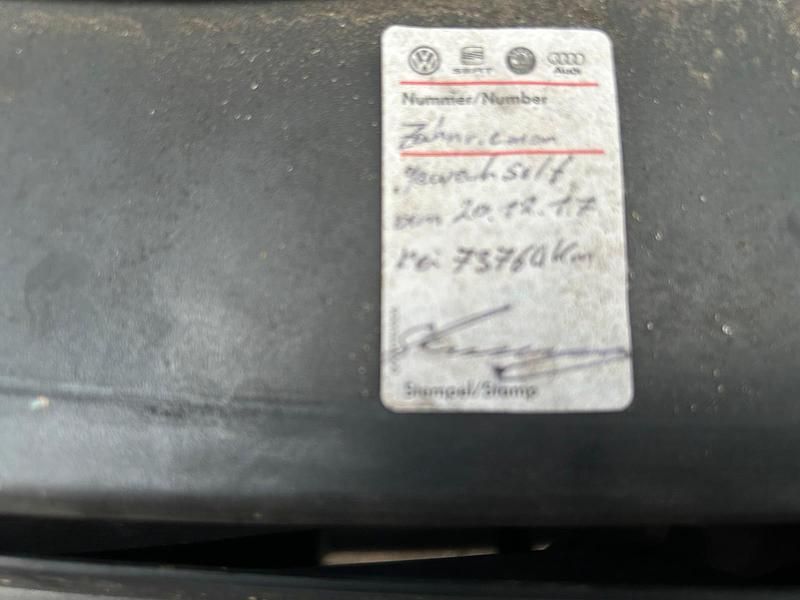 SEAT Audi
Nummer/Number
Zahnriemen
gewechselt
am 20.12.17
bei 73760 Km
Stempel/Stamp